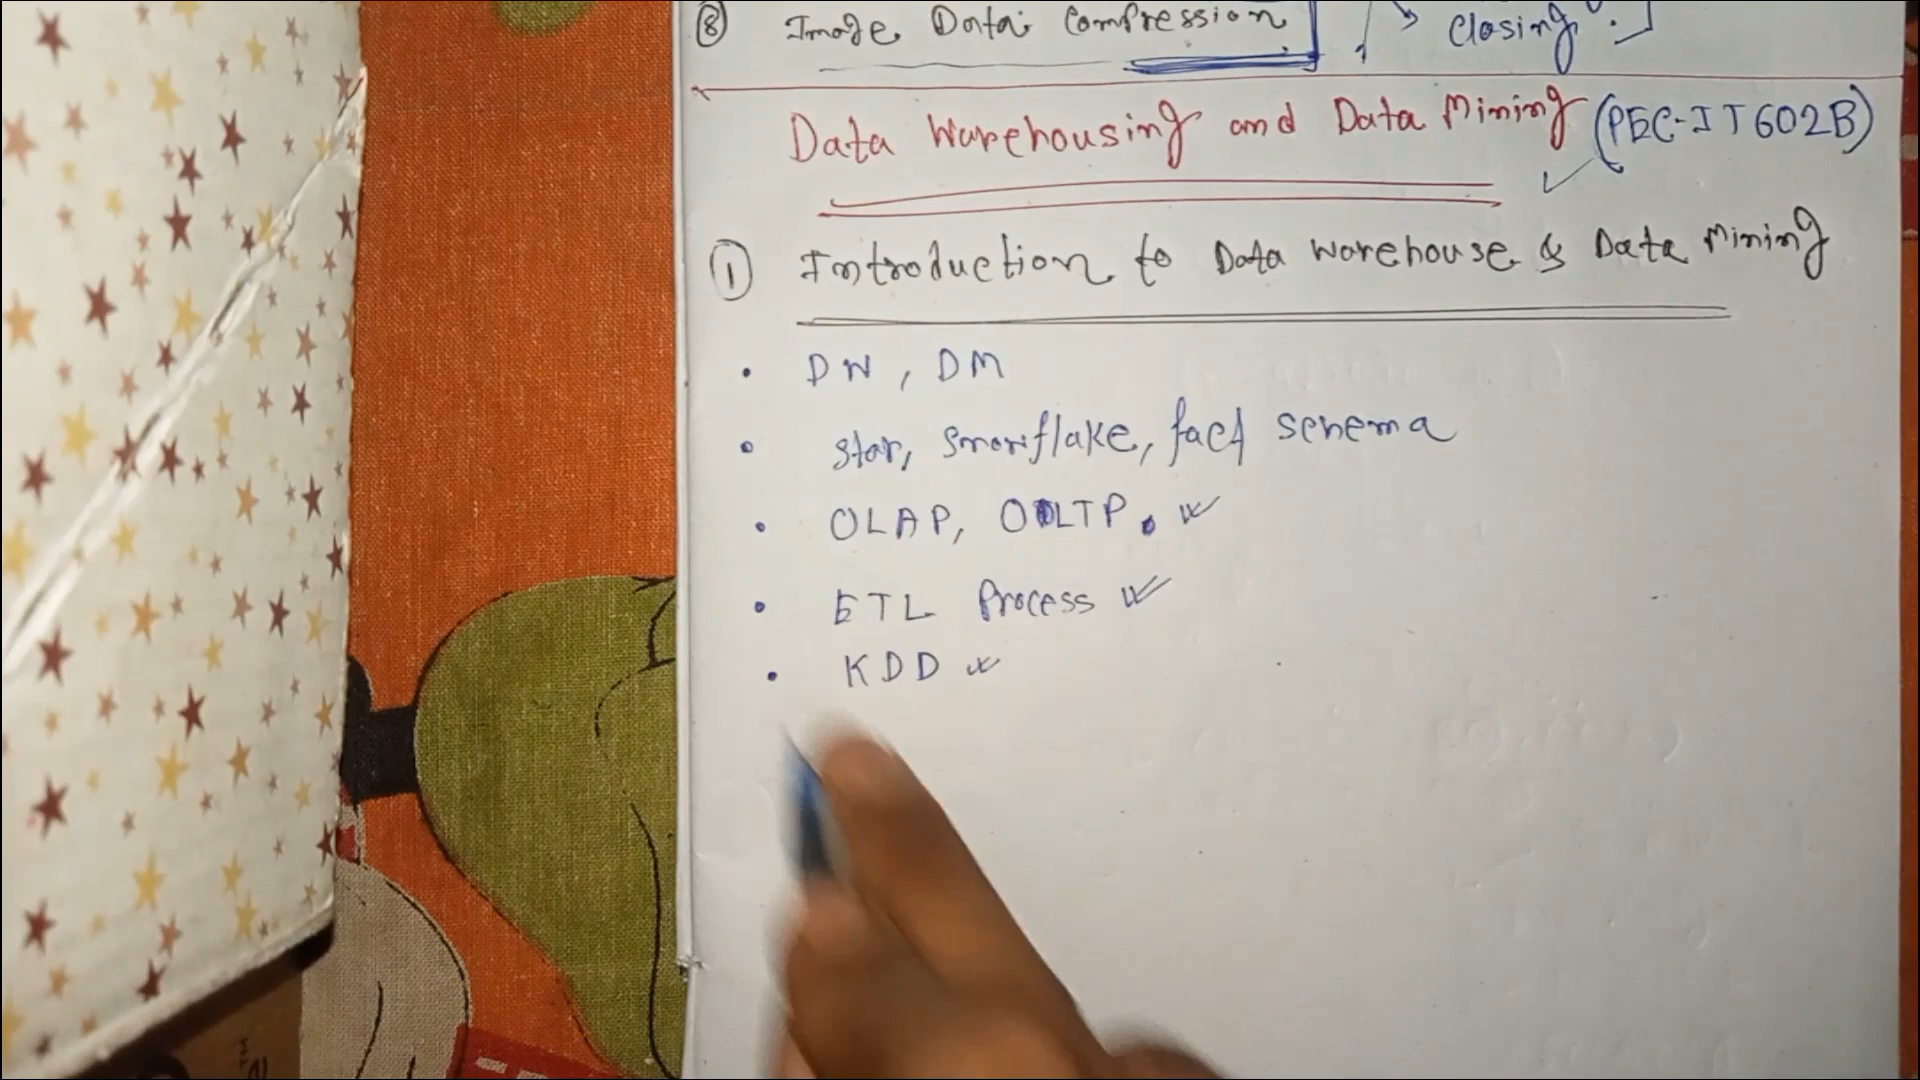 ⑧ Image Data Compression
Closing
Data Warehousing and Data Mining (PEC-IT602B)
① Introduction to Data Warehouse & Data Mining
• DW, DM
• Star, Snowflake, fact schema
• OLAP, OLTP.
• ETL Process
• KDD